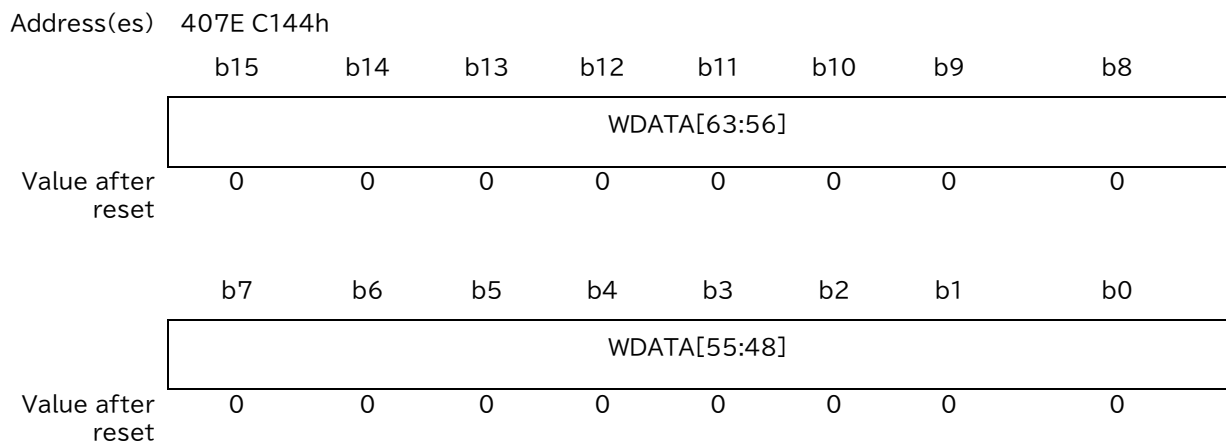 Address(es) 407E C144h
b15 b14 b13 b12 b11 b10 b9 b8
WDATA[63:56]
Value after 0 0 0 0 0 0 0 0
reset
b7 b6 b5 b4 b3 b2 b1 b0
WDATA[55:48]
Value after 0 0 0 0 0 0 0 0
reset